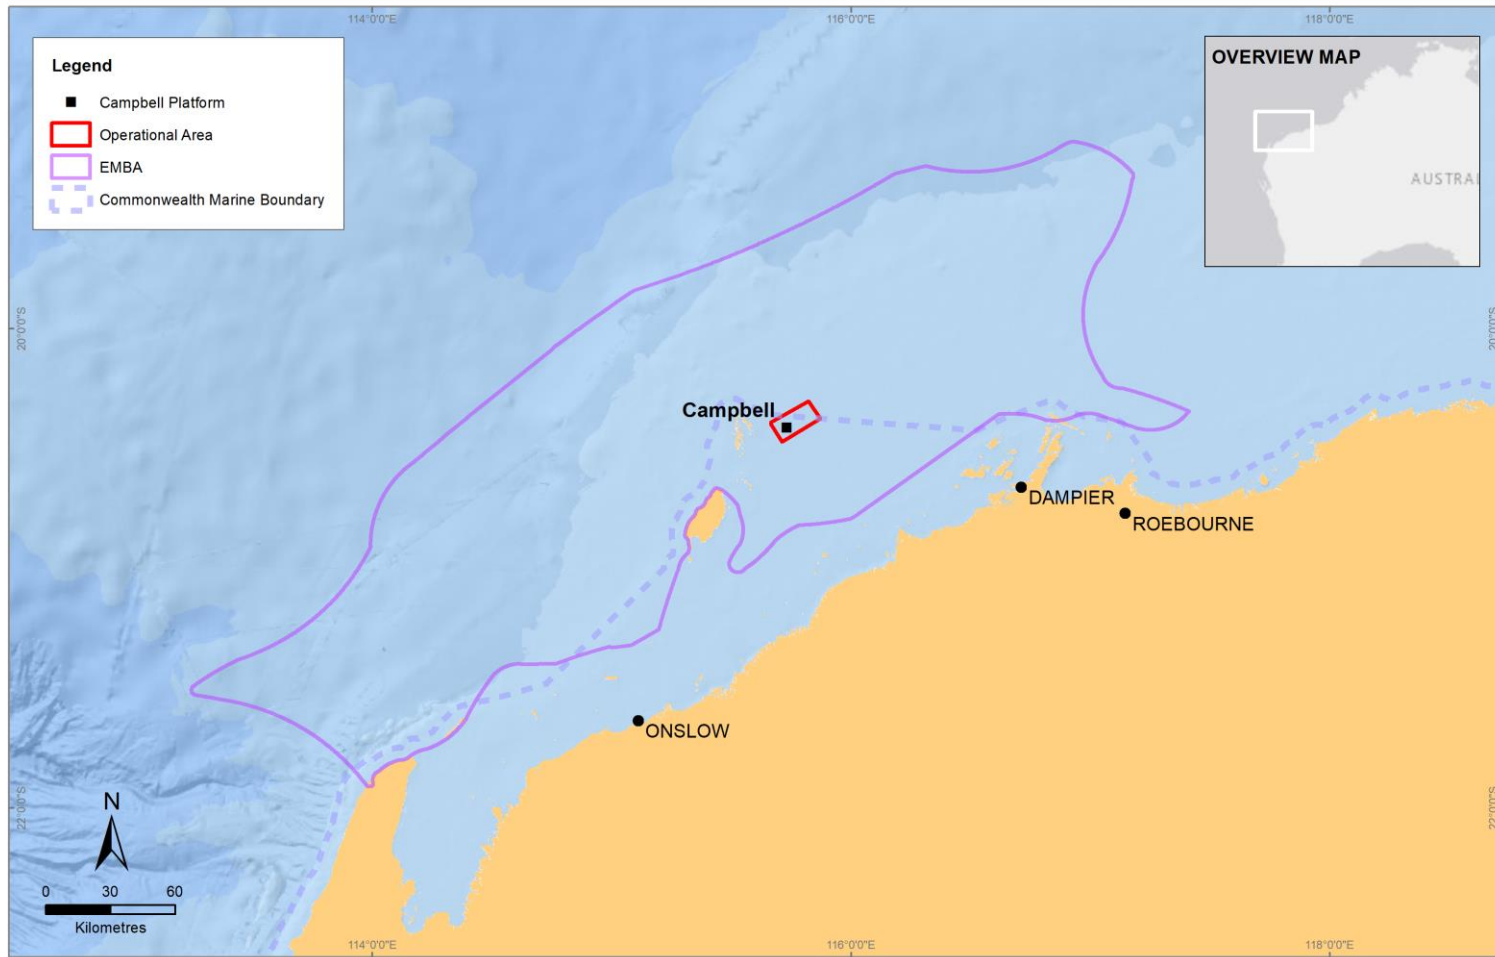 114°0'0"E
116°0'0"E
118°0'0"E
Legend
Campbell Platform
Operational Area
EMBA
Commonwealth Marine Boundary
OVERVIEW MAP
AUSTRAL
20°0'0"S
20°0'0"S
Campbell
DAMPIER
ROEBOURNE
ONSLOW
22°0'0"S
22°0'0"S
N
0 30 60
Kilometres
114°0'0"E
116°0'0"E
118°0'0"E